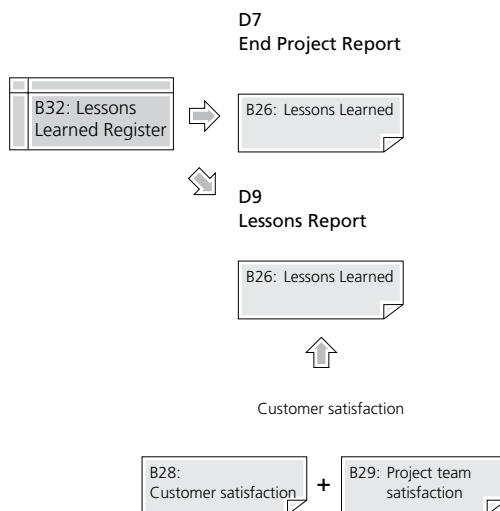 D7
End Project Report
B32: Lessons
Learned Register
B26: Lessons Learned
D9
Lessons Report
B26: Lessons Learned
Customer satisfaction
B28:
Customer satisfaction
+
B29: Project team
satisfaction